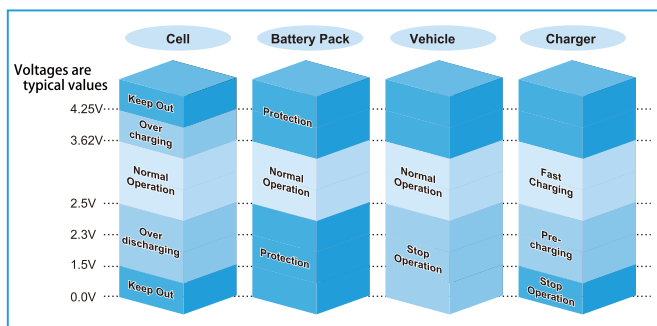 Cell
Battery Pack
Vehicle
Charger
Voltages are
typical values
4.25V
3.62V
2.5V
2.3V
1.5V
0.0V
Keep Out
Over
charging
Normal
Operation
Over
discharging
Keep Out
Protection
Normal
Operation
Protection
Normal
Operation
Stop
Operation
Fast
Charging
Pre-
charging
Stop
Operation